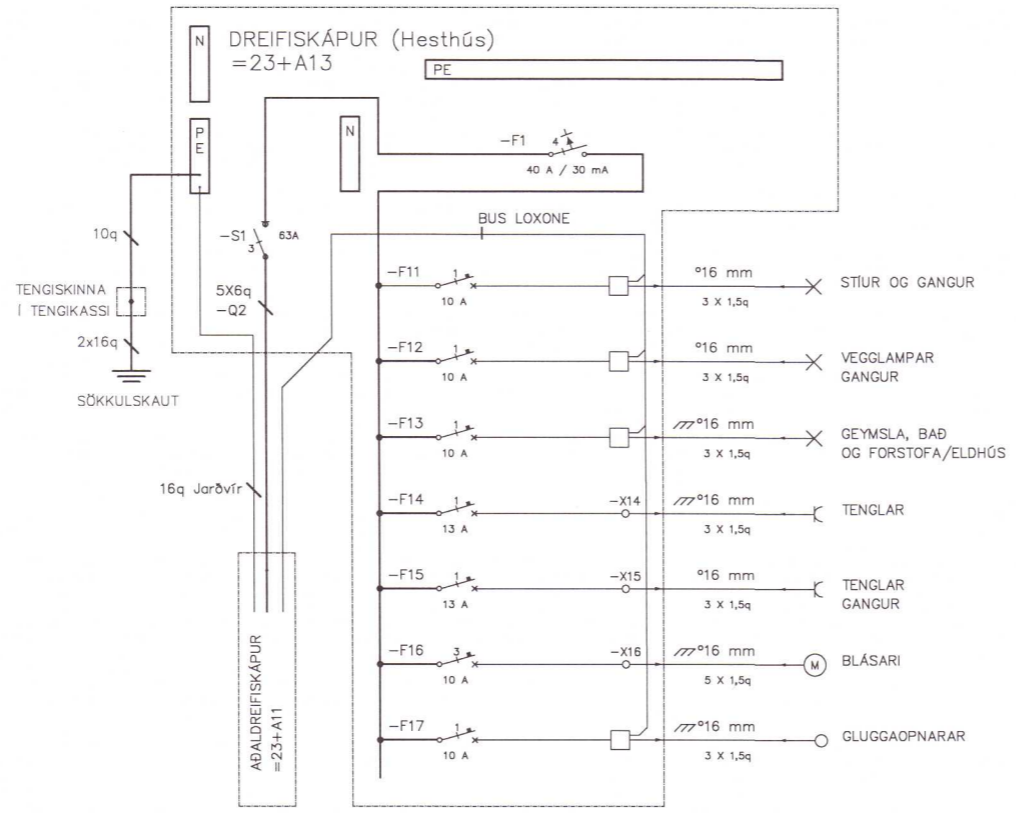 N
DREIFISKÁPUR (Hesthús)
=23+A13
PE
PE
N
-F1
4
40 A / 30 mA
BUS LOXONE
10q
-S1
3
63A
TENGISKINNA
Í TENGIKASSI
5X6q
-Q2
2x16q
SÖKKULSKAUT
16q Jarðvír
AÐALDREIFISKÁPUR
=23+A11
-F11
1
10 A
°16 mm
3 X 1,5q
STÍUR OG GANGUR
-F12
1
10 A
°16 mm
3 X 1,5q
VEGGLAMPAR
GANGUR
-F13
1
10 A
°16 mm
3 X 1,5q
GEYMSLA, BAÐ
OG FORSTOFA/ELDHÚS
-F14
1
13 A
-X14
°16 mm
3 X 1,5q
TENGLAR
-F15
1
13 A
-X15
°16 mm
3 X 1,5q
TENGLAR
GANGUR
-F16
3
10 A
-X16
°16 mm
5 X 1,5q
M
BLÁSARI
-F17
1
10 A
°16 mm
3 X 1,5q
GLUGGAOPNARAR